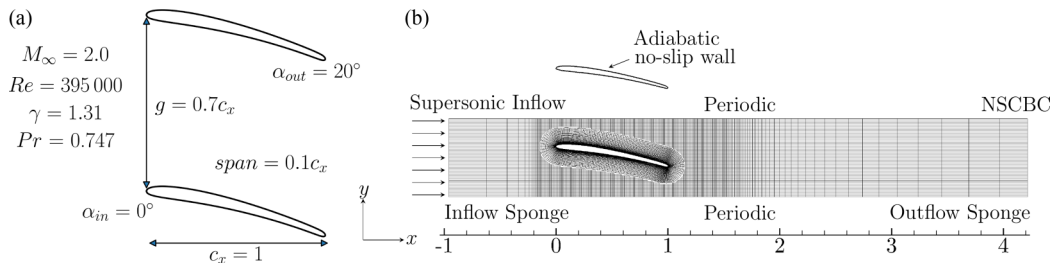 (a)
M∞ = 2.0
Re = 395 000
γ = 1.31
Pr = 0.747
α_out = 20°
g = 0.7c_x
span = 0.1c_x
α_in = 0°
c_x = 1
y
x
(b)
Adiabatic
no-slip wall
Supersonic Inflow
Periodic
NSCBC
Inflow Sponge
Periodic
Outflow Sponge
-1 0 1 2 3 4